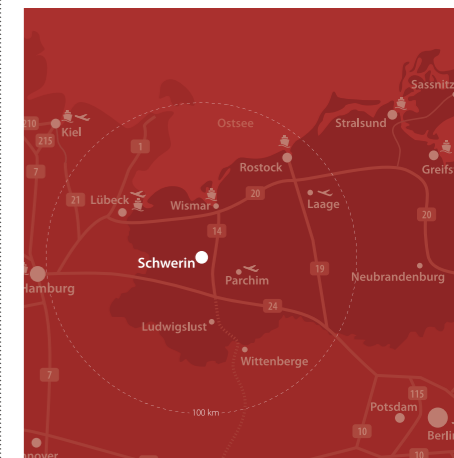 Sassnitz
Stralsund
210
Kiel
Ostsee
215
1
Rostock
Greifs
7
21
Lübeck
Wismar
20
Laage
20
14
Schwerin
19
Parchim
Neubrandenburg
Hamburg
24
Ludwigslust
Wittenberge
7
115
100 km
Potsdam
10
Berlin
nover
10